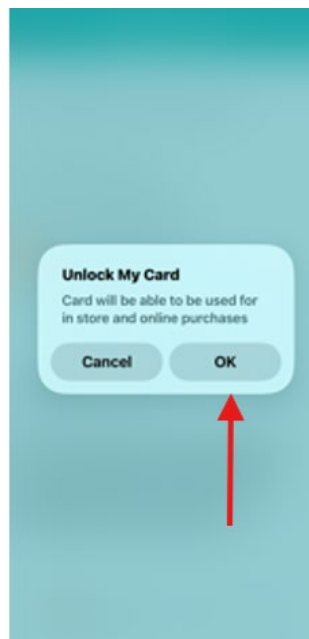 Unlock My Card
Card will be able to be used for
in store and online purchases
Cancel OK